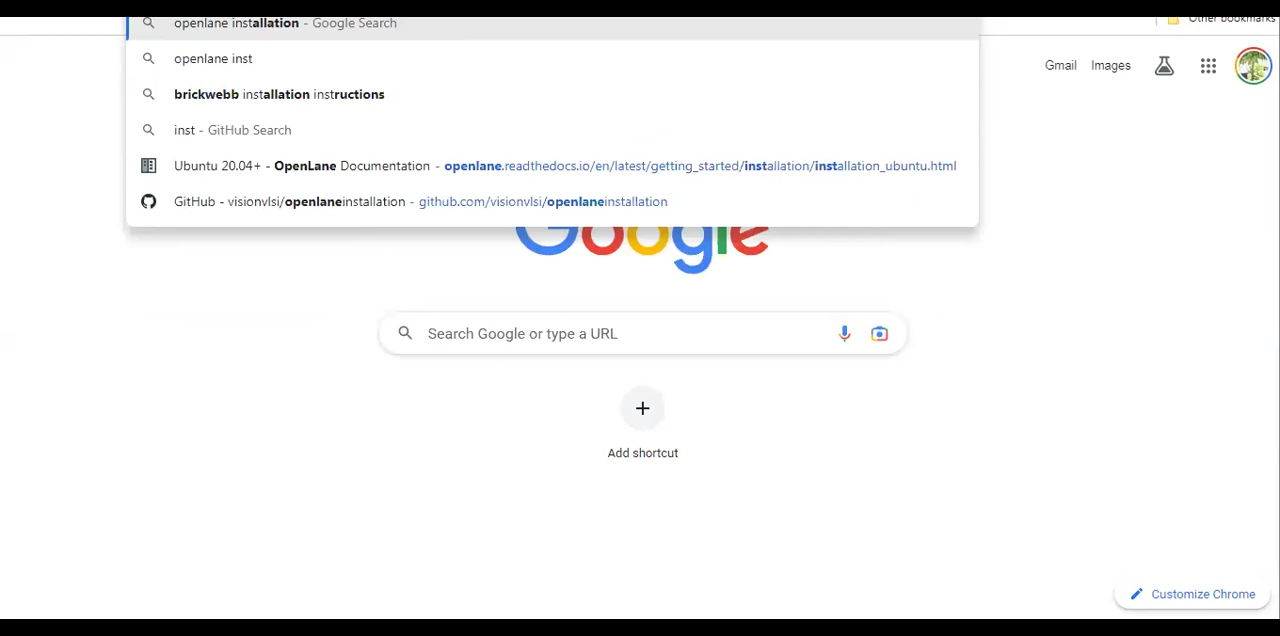 openlane installation - Google Search
Other bookmarks
openlane inst
Gmail Images
brickwebb installation instructions
inst - GitHub Search
Ubuntu 20.04+ - OpenLane Documentation - openlane.readthedocs.io/en/latest/getting_started/installation/installation_ubuntu.html
GitHub - visionvlsi/openlaneinstallation - github.com/visionvlsi/openlaneinstallation
Google
Search Google or type a URL
Add shortcut
Customize Chrome